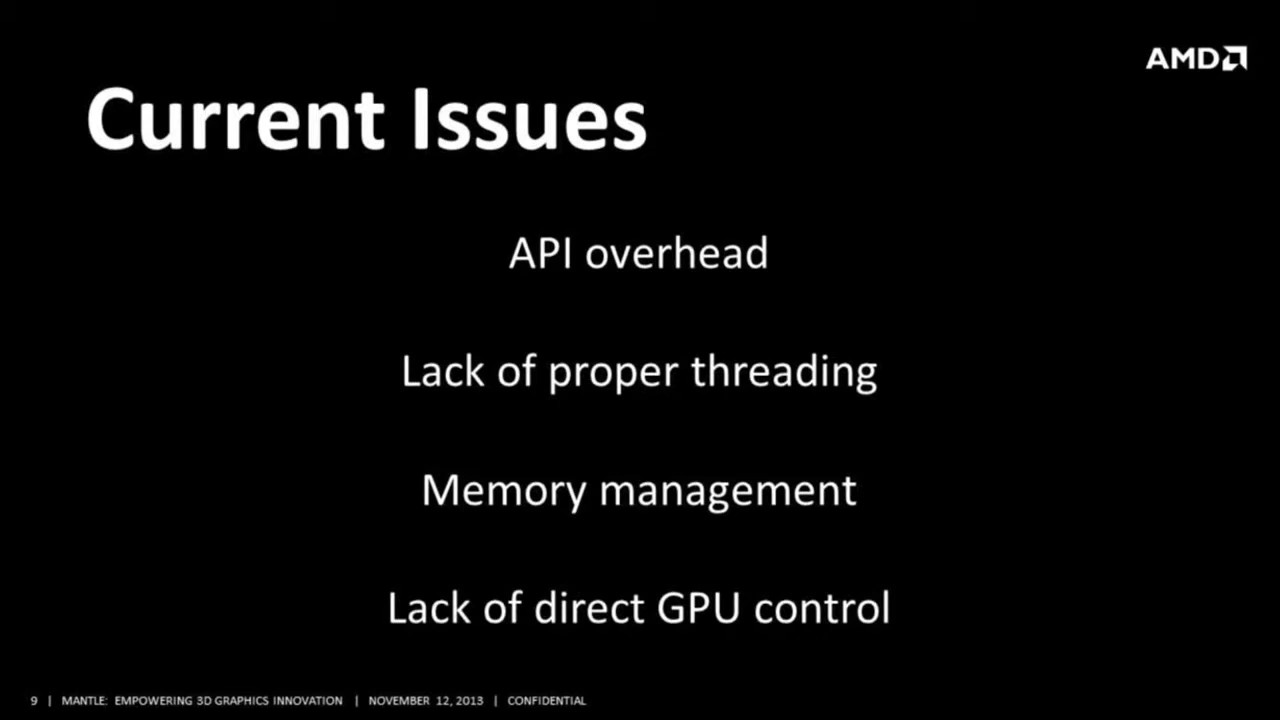 AMD
Current Issues
API overhead
Lack of proper threading
Memory management
Lack of direct GPU control
9 | MANTLE: EMPOWERING 3D GRAPHICS INNOVATION | NOVEMBER 12, 2013 | CONFIDENTIAL